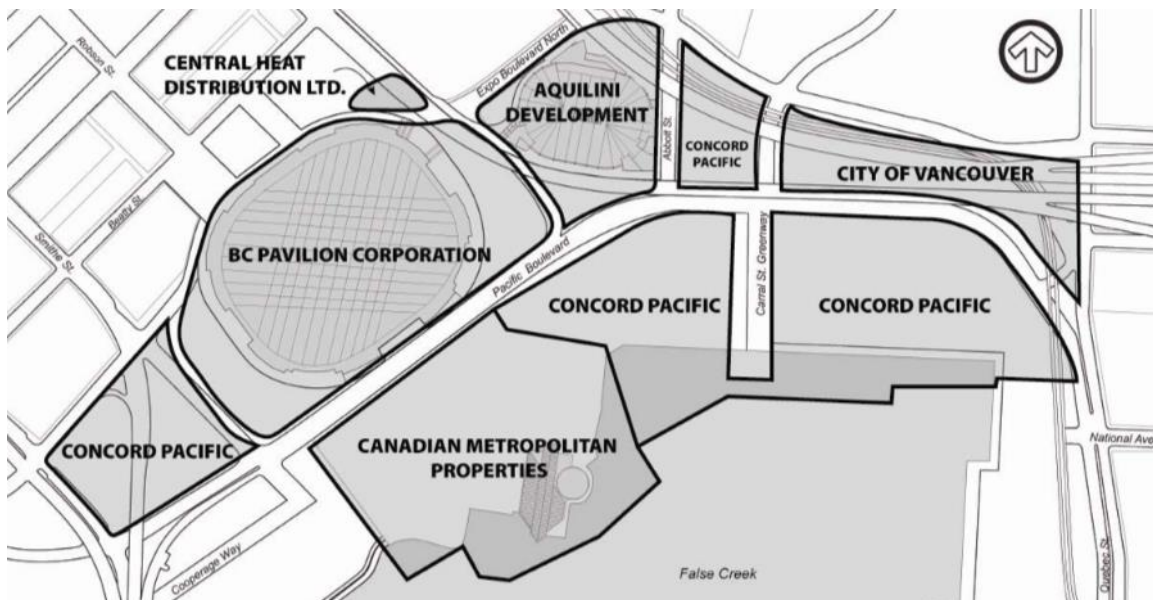 Robson St.
CENTRAL HEAT
DISTRIBUTION LTD.
Expo Boulevard North
AQUILINI
DEVELOPMENT
Abbott St.
CONCORD
PACIFIC
CITY OF VANCOUVER
Beatty St.
Smithe St.
BC PAVILION CORPORATION
Pacific Boulevard
CONCORD PACIFIC
Carral St. Greenway
CONCORD PACIFIC
CONCORD PACIFIC
CANADIAN METROPOLITAN
PROPERTIES
National Ave
Cooperage Way
False Creek
Quebec St.